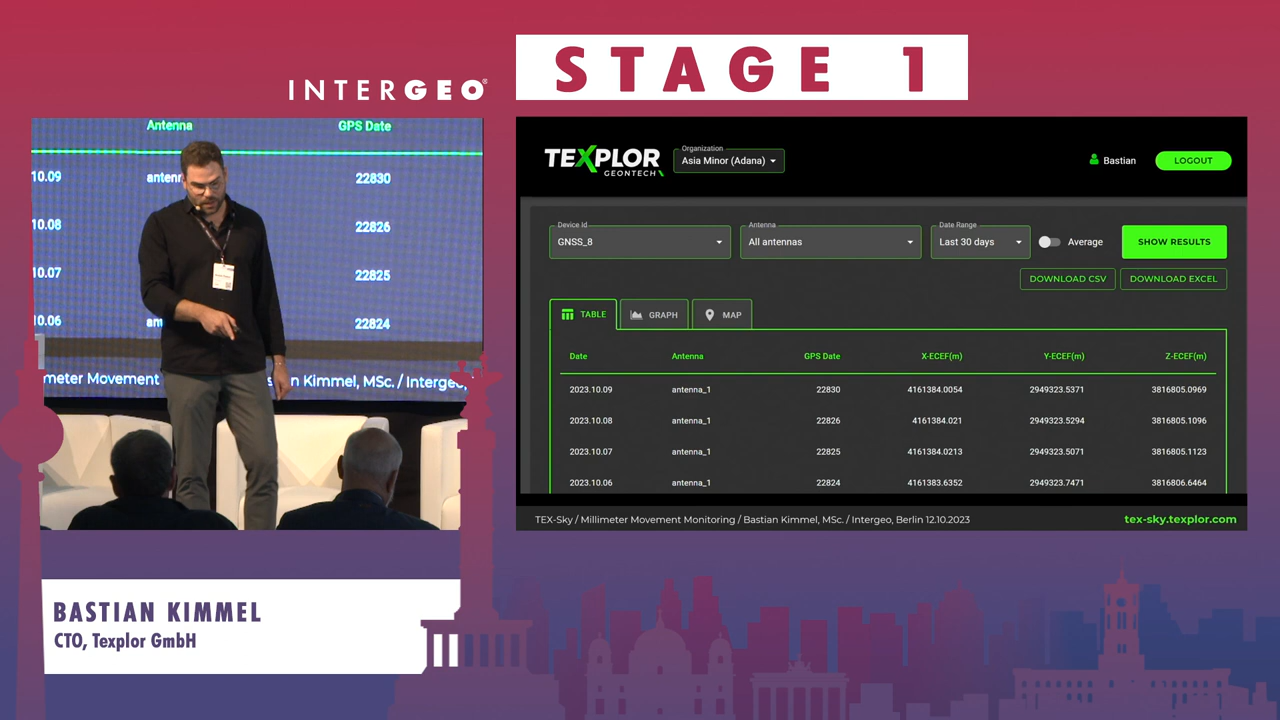 STAGE 1
INTERGEO®
Antenna GPS Date
10.09 anten 22830
10.08 22826
10.07 22825
10.06 an 22824
meter Movement an Kimmel, MSc. / Intergeo,
TEXPLOR
GEONTECH
Organization
Asia Minor (Adana)
Bastian
LOGOUT
Device Id
GNSS_8
Antenna
All antennas
Date Range
Last 30 days
Average
SHOW RESULTS
DOWNLOAD CSV
DOWNLOAD EXCEL
TABLE
GRAPH
MAP
Date Antenna GPS Date X-ECEF(m) Y-ECEF(m) Z-ECEF(m)
2023.10.09 antenna_1 22830 4161384.0054 2949323.5371 3816805.0969
2023.10.08 antenna_1 22826 4161384.021 2949323.5294 3816805.1096
2023.10.07 antenna_1 22825 4161384.0213 2949323.5071 3816805.1123
2023.10.06 antenna_1 22824 4161383.6352 2949323.7471 3816806.6464
TEX-Sky / Millimeter Movement Monitoring / Bastian Kimmel, MSc. / Intergeo, Berlin 12.10.2023
tex-sky.texplor.com
BASTIAN KIMMEL
CTO, Texplor GmbH